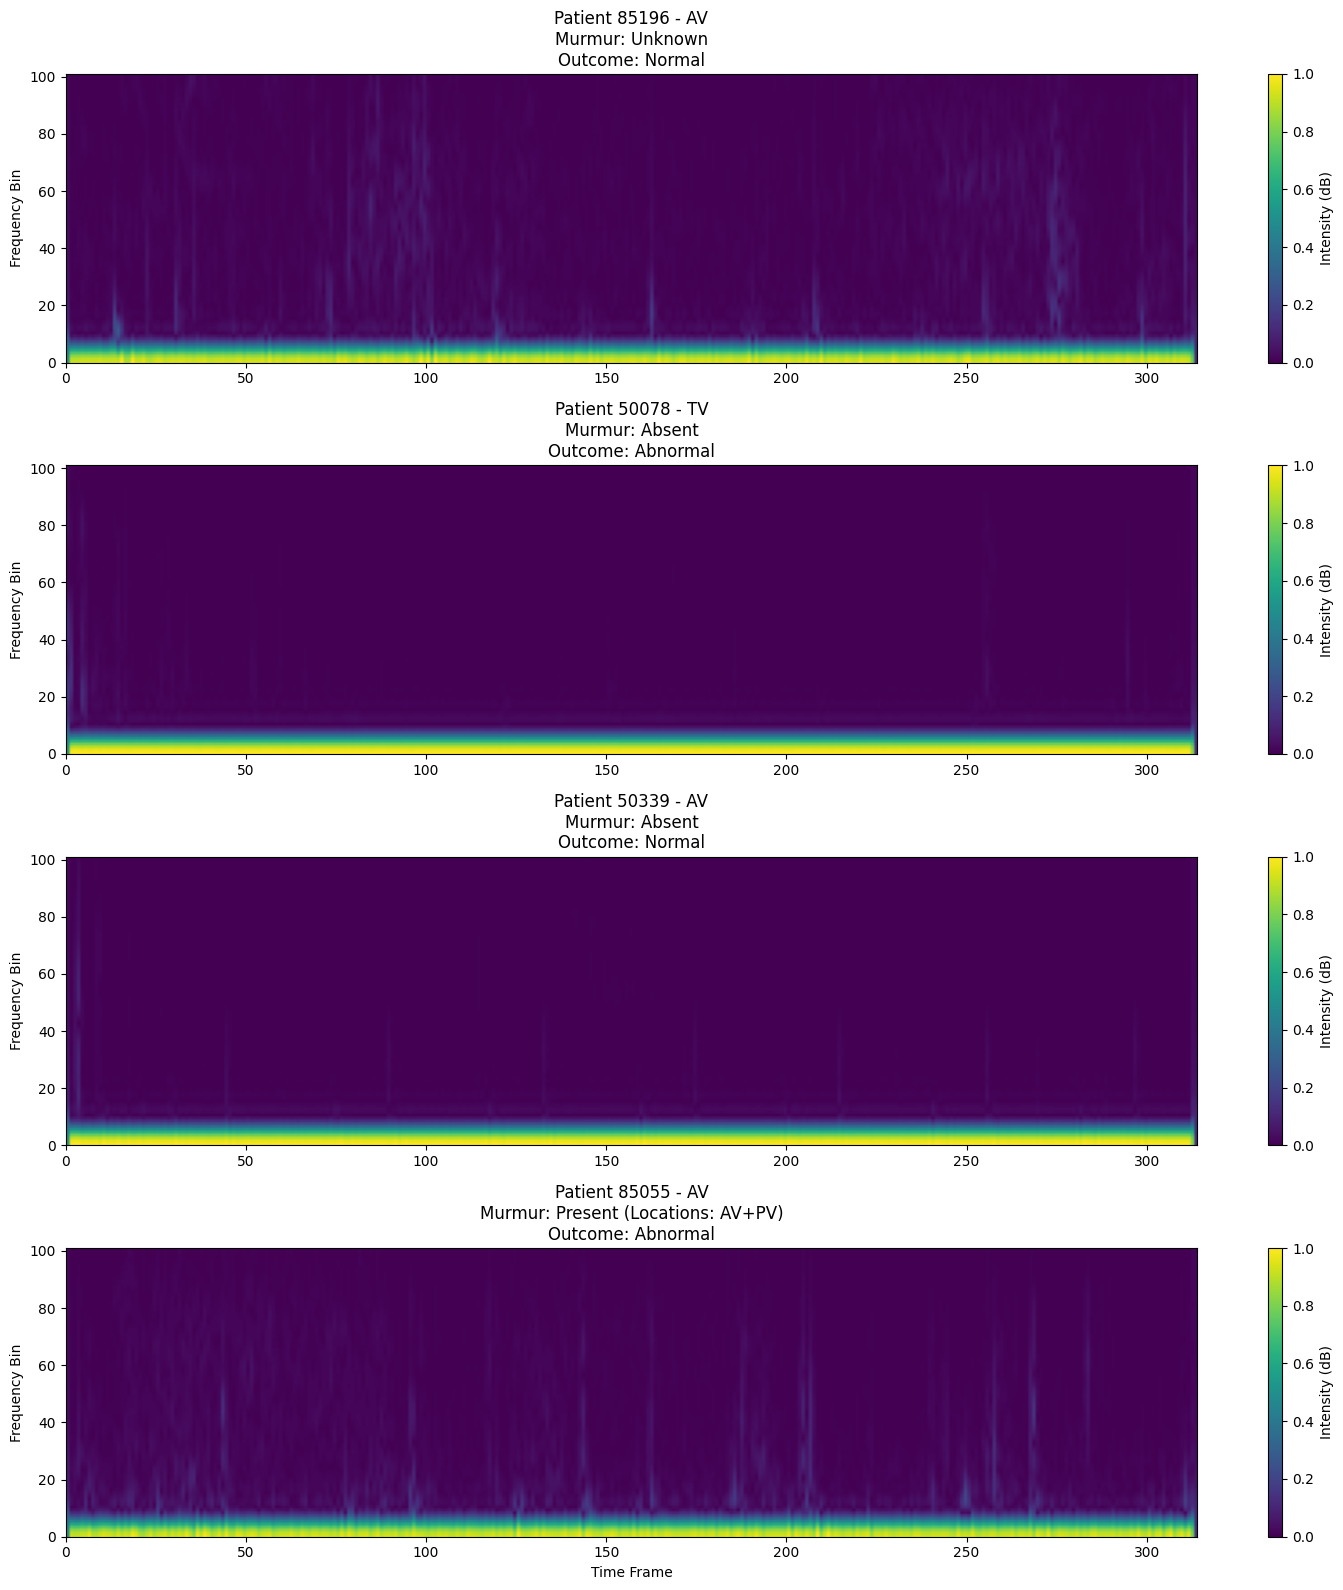 Patient 85196 - AV
Murmur: Unknown
Outcome: Normal
100
80
60
40
20
0
Frequency Bin
0 50 100 150 200 250 300
1.0
0.8
0.6
0.4
0.2
0.0
Intensity (dB)
Patient 50078 - TV
Murmur: Absent
Outcome: Abnormal
100
80
60
40
20
0
Frequency Bin
0 50 100 150 200 250 300
1.0
0.8
0.6
0.4
0.2
0.0
Intensity (dB)
Patient 50339 - AV
Murmur: Absent
Outcome: Normal
100
80
60
40
20
0
Frequency Bin
0 50 100 150 200 250 300
1.0
0.8
0.6
0.4
0.2
0.0
Intensity (dB)
Patient 85055 - AV
Murmur: Present (Locations: AV+PV)
Outcome: Abnormal
100
80
60
40
20
0
Frequency Bin
0 50 100 150 200 250 300
Time Frame
1.0
0.8
0.6
0.4
0.2
0.0
Intensity (dB)